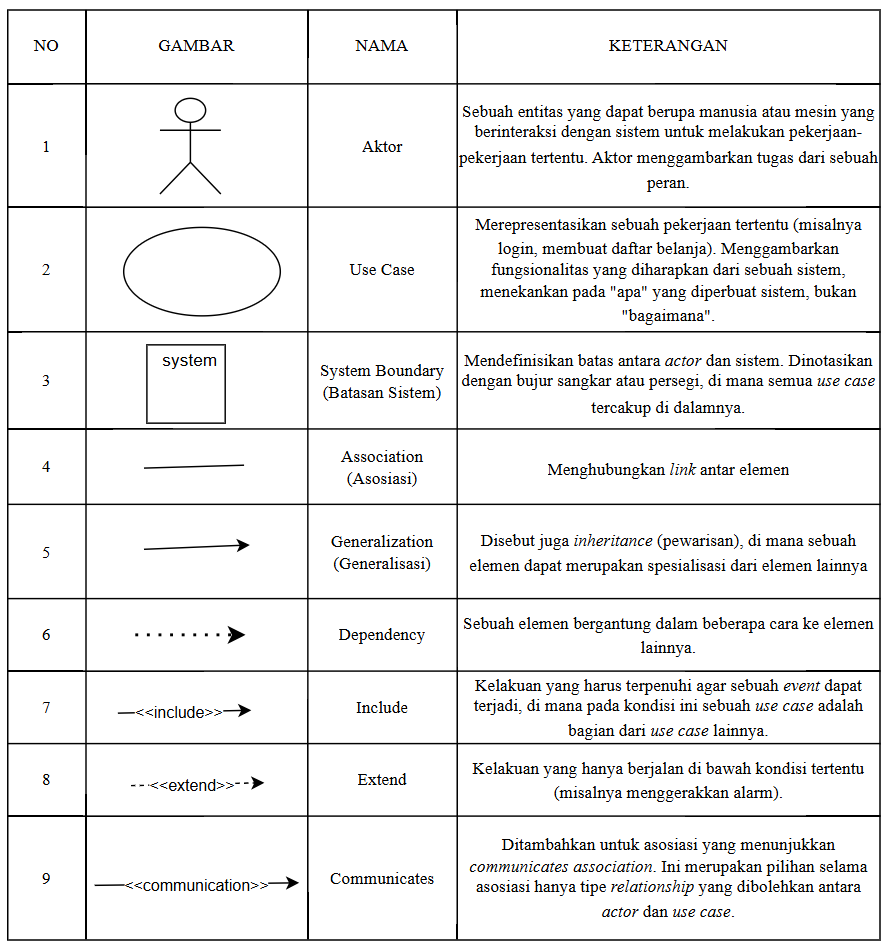 NO GAMBAR NAMA KETERANGAN
1
Aktor
Sebuah entitas yang dapat berupa manusia atau mesin yang
berinteraksi dengan sistem untuk melakukan pekerjaan-
pekerjaan tertentu. Aktor menggambarkan tugas dari sebuah
peran.
2
Use Case
Merepresentasikan sebuah pekerjaan tertentu (misalnya
login, membuat daftar belanja). Menggambarkan
fungsionalitas yang diharapkan dari sebuah sistem,
menekankan pada "apa" yang diperbuat sistem, bukan
"bagaimana".
3
system
System Boundary
(Batasan Sistem)
Mendefinisikan batas antara actor dan sistem. Dinotasikan
dengan bujur sangkar atau persegi, di mana semua use case
tercakup di dalamnya.
4
Association
(Asosiasi)
Menghubungkan link antar elemen
5
Generalization
(Generalisasi)
Disebut juga inheritance (pewarisan), di mana sebuah
elemen dapat merupakan spesialisasi dari elemen lainnya
6
Dependency
Sebuah elemen bergantung dalam beberapa cara ke elemen
lainnya.
7
<<include>>
Include
Kelakuan yang harus terpenuhi agar sebuah event dapat
terjadi, di mana pada kondisi ini sebuah use case adalah
bagian dari use case lainnya.
8
<<extend>>
Extend
Kelakuan yang hanya berjalan di bawah kondisi tertentu
(misalnya menggerakkan alarm).
9
<<communication>>
Communicates
Ditambahkan untuk asosiasi yang menunjukkan
communicates association. Ini merupakan pilihan selama
asosiasi hanya tipe relationship yang dibolehkan antara
actor dan use case.